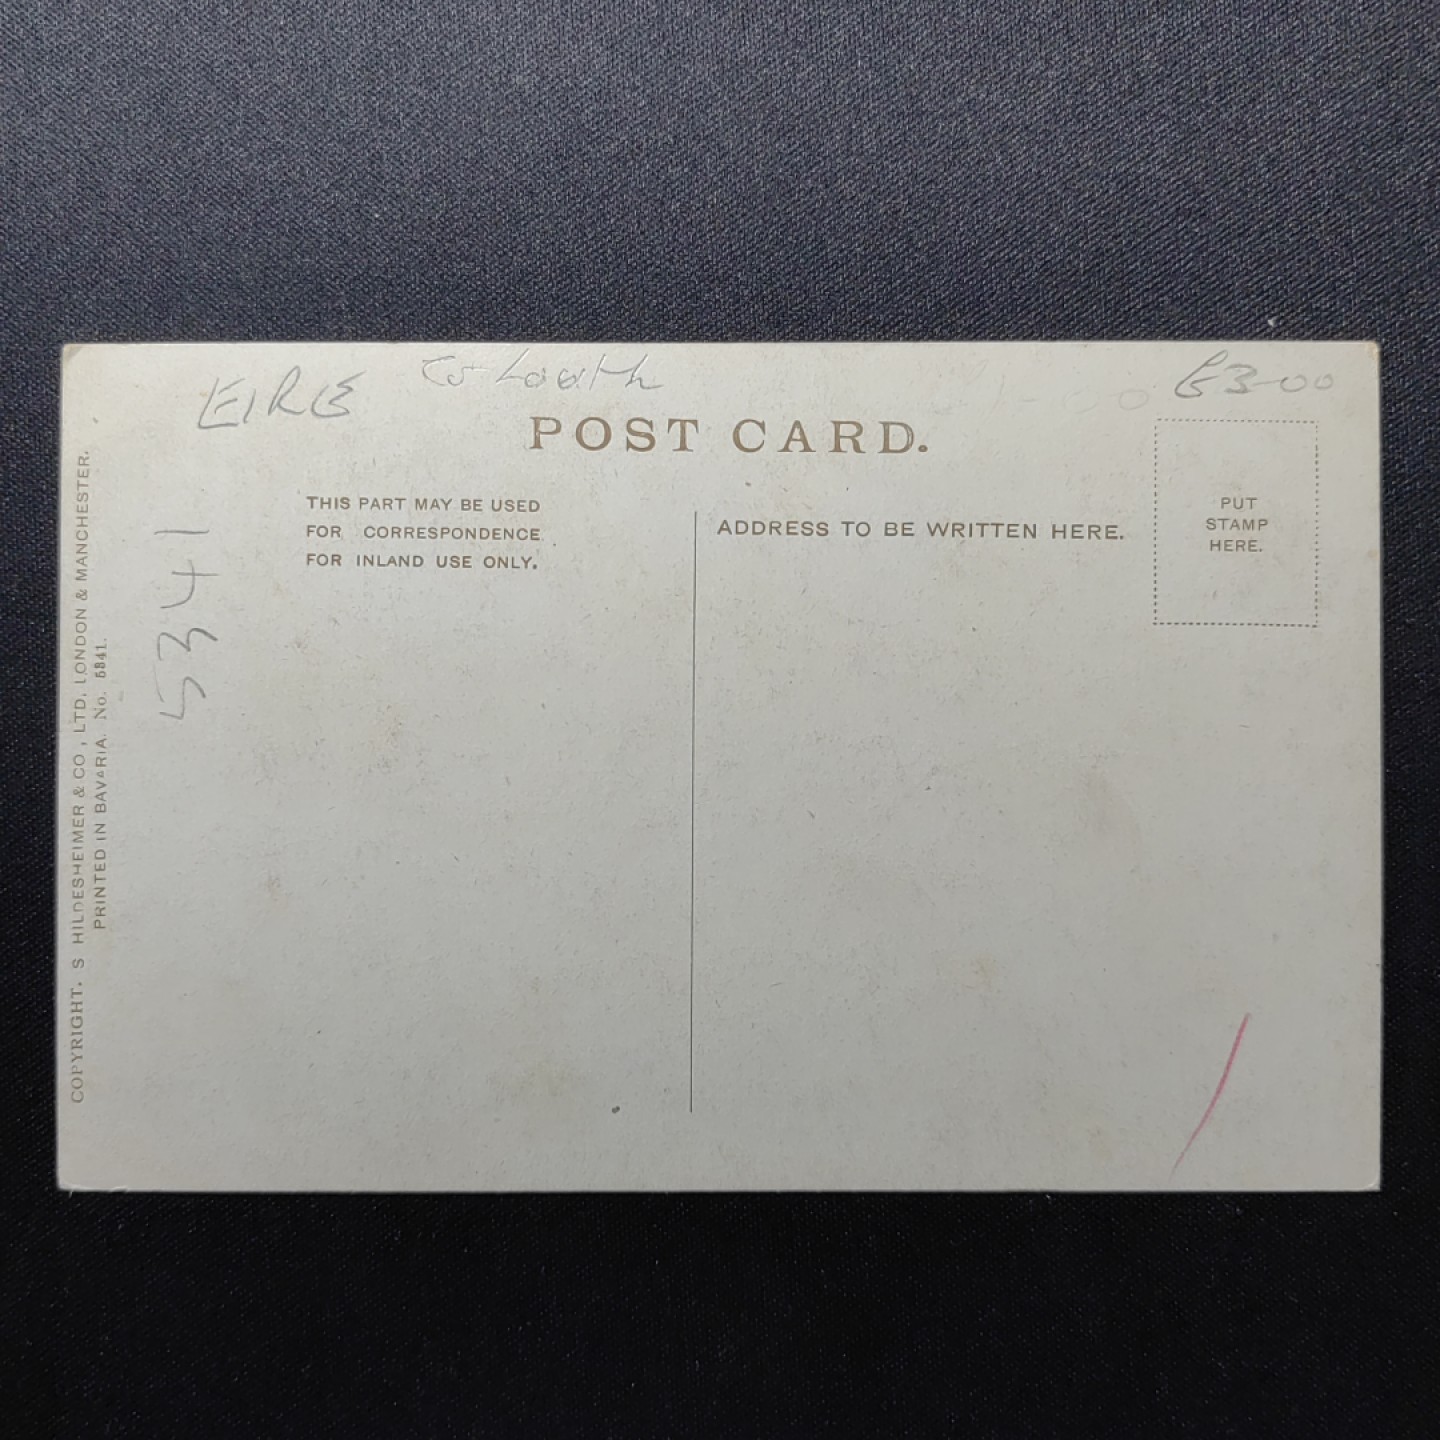 EIRE
Co Louth
£3-00
POST CARD.
THIS PART MAY BE USED
FOR CORRESPONDENCE
FOR INLAND USE ONLY.
ADDRESS TO BE WRITTEN HERE.
PUT
STAMP
HERE.
5341
COPYRIGHT. S HILDESHEIMER & CO, LTD. LONDON & MANCHESTER.
PRINTED IN BAVARIA. No. 5341.